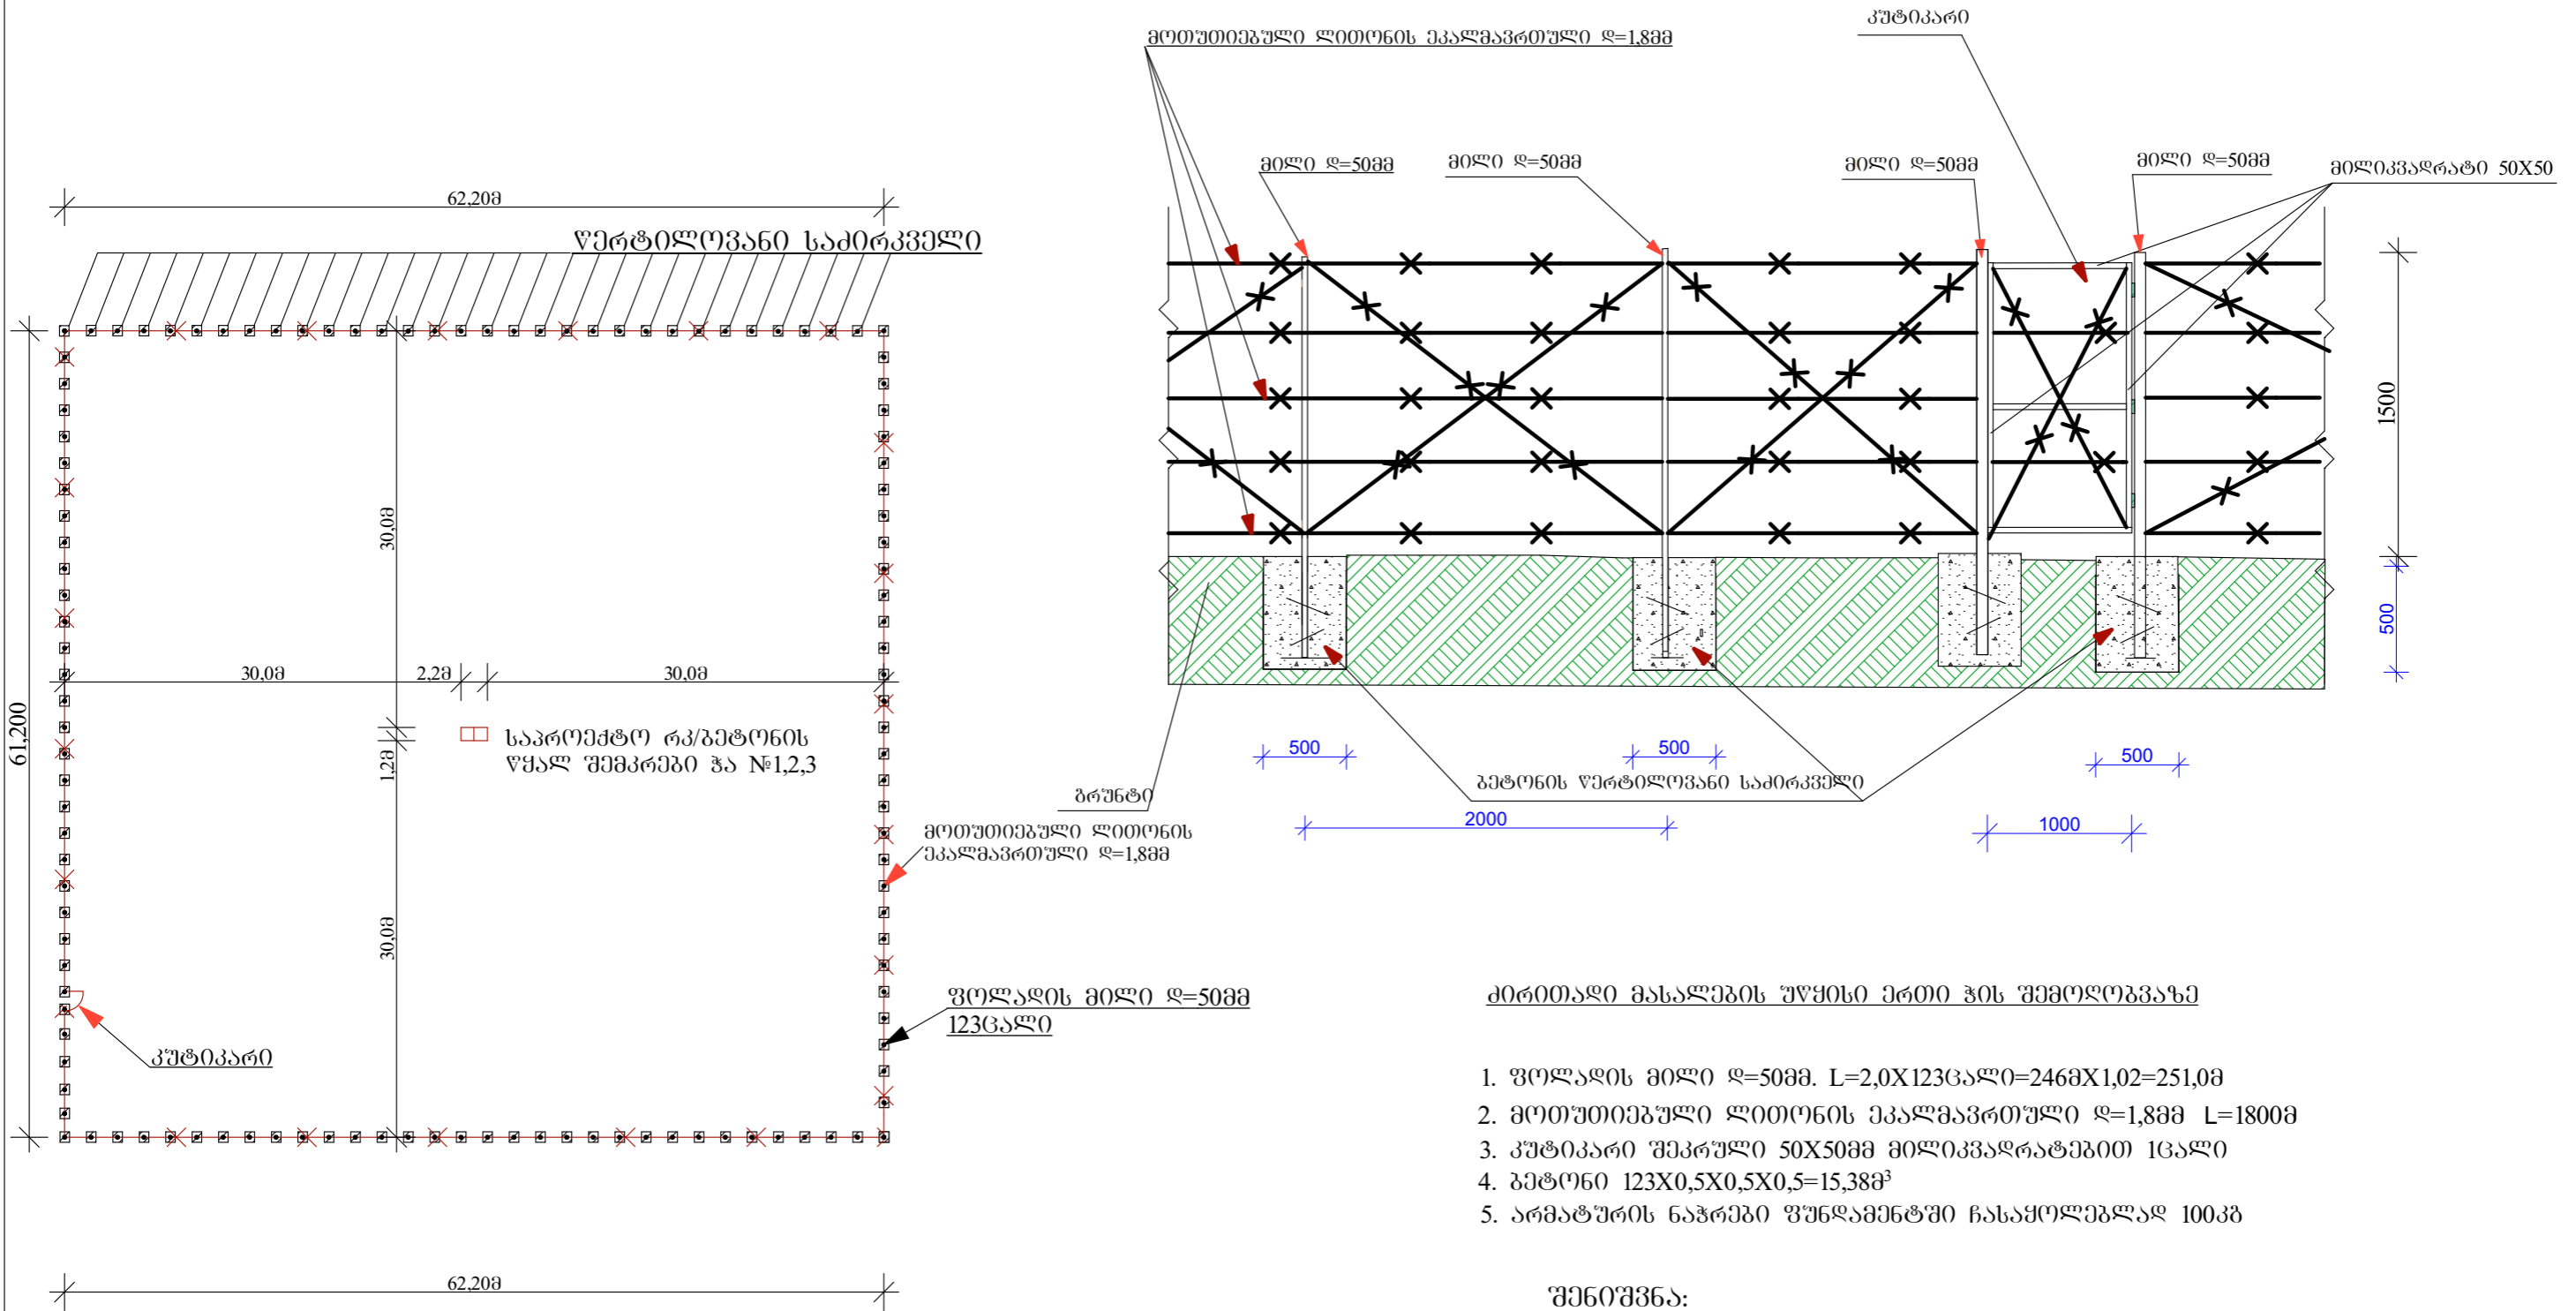 62,20მ
წერტილოვანი საძირკველი
30,0მ
30,0მ
2,2მ
30,0მ
61,200
1,2მ
საპროექტო რკ/ბეტონის
წყალ შემკრები ჭა №1,2,3
30,0მ
კუტიკარი
მოთუთიებული ლითონის
ეკალმავრთული დ=1,8მმ
ფოლადის მილი დ=50მმ
123ცალი
62,20მ
მოთუთიებული ლითონის ეკალმავრთული დ=1,8მმ
კუტიკარი
მილი დ=50მმ
მილი დ=50მმ
მილი დ=50მმ
მილი დ=50მმ
მილიკვადრატი 50X50
1500
500
500
500
500
გრუნტი
ბეტონის წერტილოვანი საძირკველი
2000
1000
ძირითადი მასალების უწყისი ერთი ჭის შემოღობვაზე
1. ფოლადის მილი დ=50მმ. L=2,0X123ცალი=246მX1,02=251,0მ
2. მოთუთიებული ლითონის ეკალმავრთული დ=1,8მმ L=1800მ
3. კუტიკარი შეკრული 50X50მმ მილიკვადრატებით 1ცალი
4. ბეტონი 123X0,5X0,5X0,5=15,38მ³
5. არმატურის ნაჭრები ფუნდამენტში ჩასაყოლებლად 100კგ
შენიშვნა: